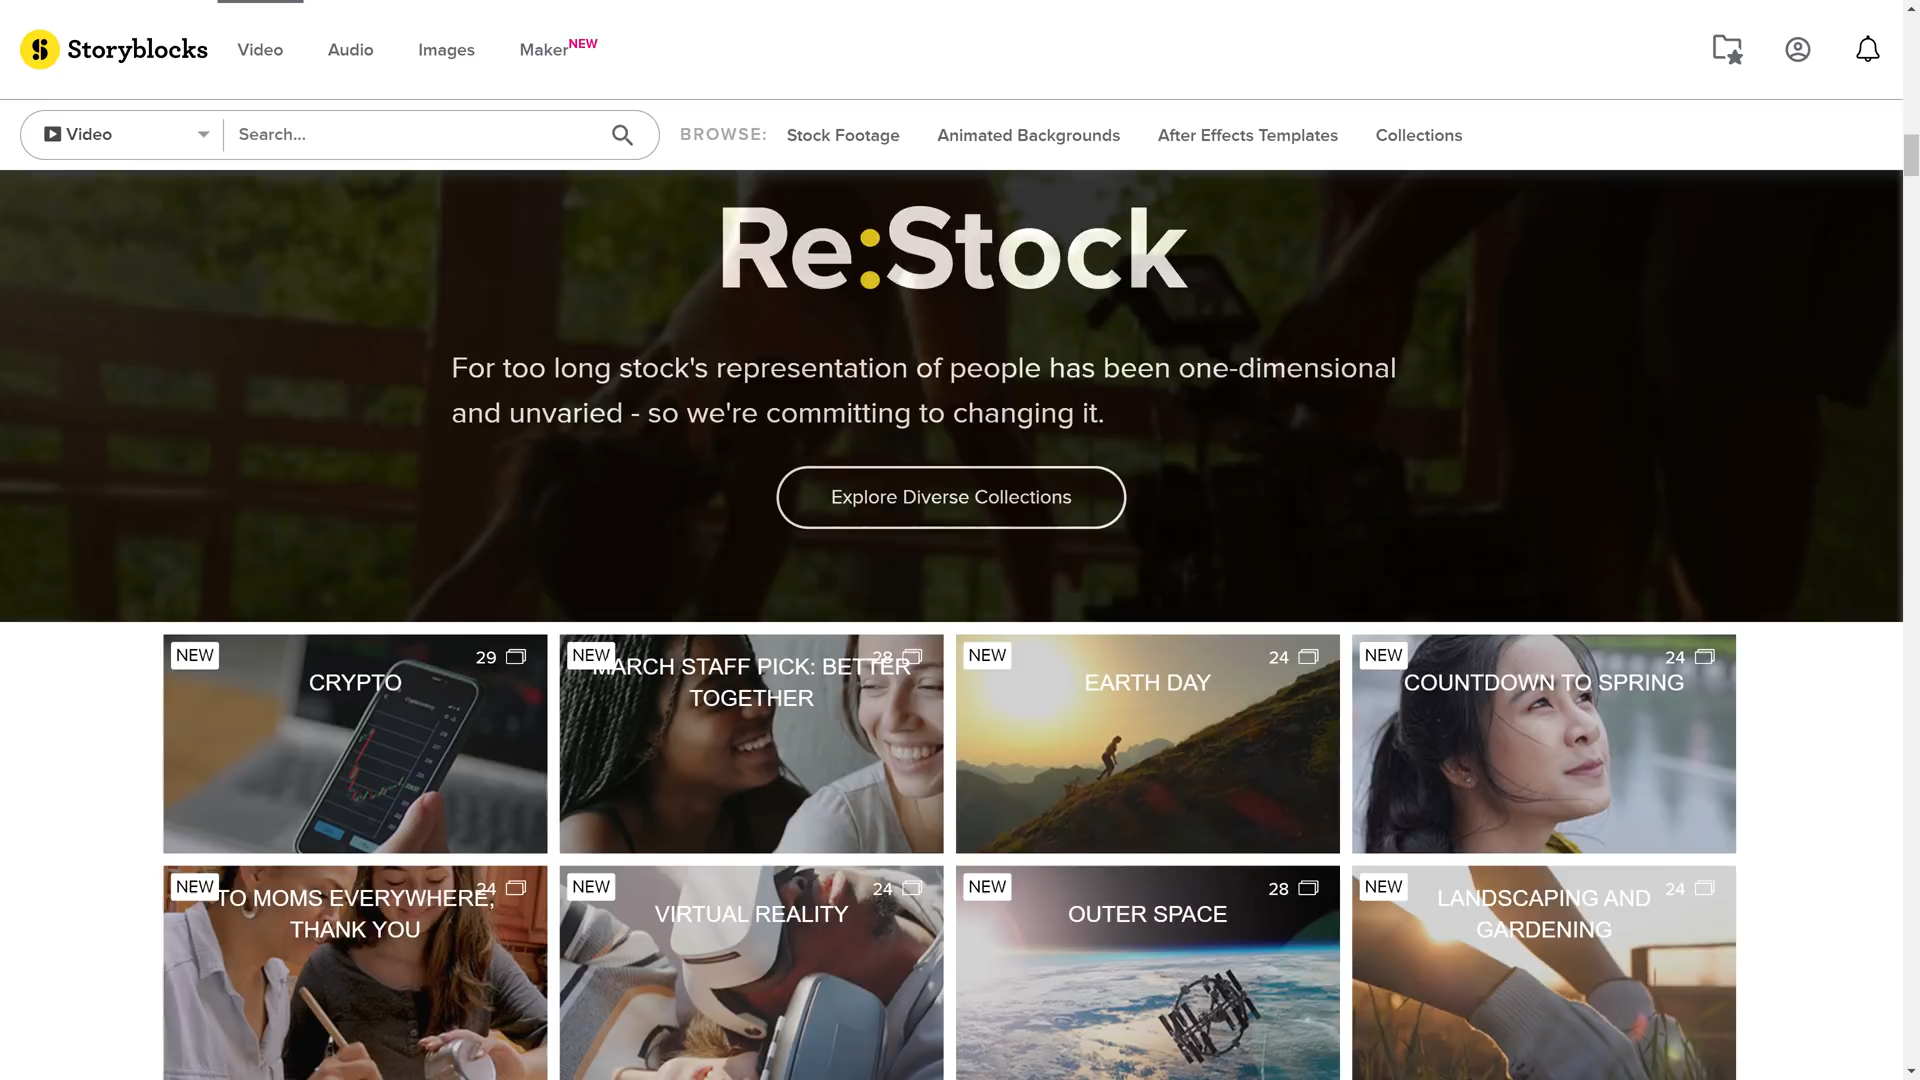 Storyblocks
Video
Audio
Images
Maker NEW
Video
Search...
BROWSE:
Stock Footage
Animated Backgrounds
After Effects Templates
Collections
Re:Stock
For too long stock's representation of people has been one-dimensional
and unvaried - so we're committing to changing it.
Explore Diverse Collections
NEW
29
CRYPTO
NEW
28
MARCH STAFF PICK: BETTER
TOGETHER
NEW
24
EARTH DAY
NEW
24
COUNTDOWN TO SPRING
NEW
24
TO MOMS EVERYWHERE,
THANK YOU
NEW
24
VIRTUAL REALITY
NEW
28
OUTER SPACE
NEW
24
LANDSCAPING AND
GARDENING